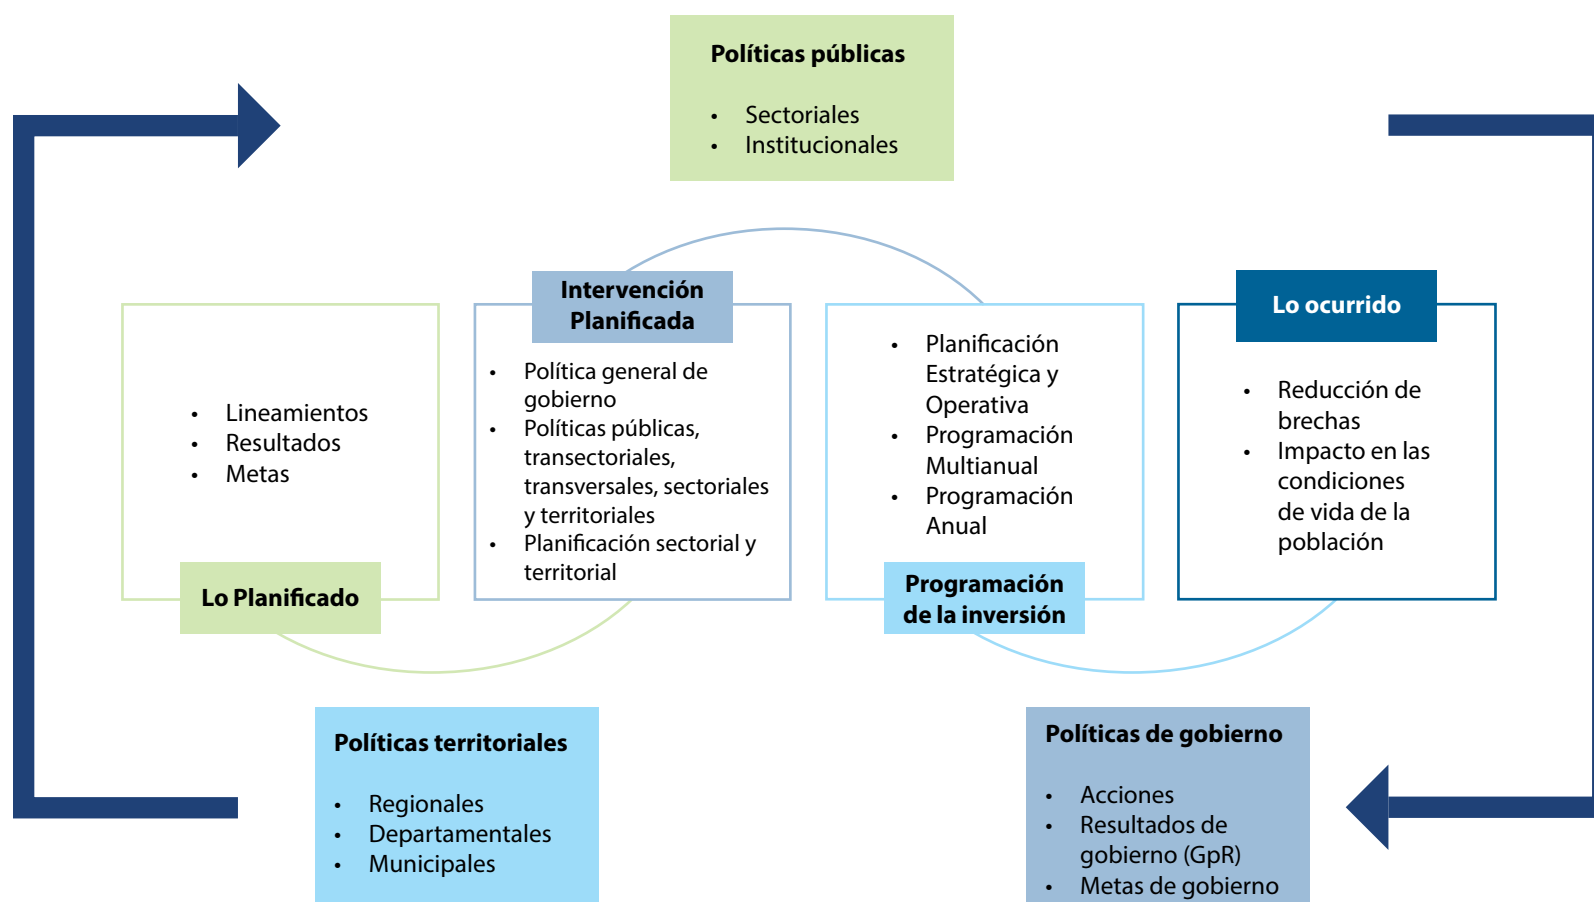 Políticas públicas
• Sectoriales
• Institucionales
• Lineamientos
• Resultados
• Metas
Lo Planificado
Intervención
Planificada
• Política general de
gobierno
• Políticas públicas,
transectoriales,
transversales, sectoriales
y territoriales
• Planificación sectorial y
territorial
• Planificación
Estratégica y
Operativa
• Programación
Multianual
• Programación
Anual
Programación
de la inversión
Lo ocurrido
• Reducción de
brechas
• Impacto en las
condiciones
de vida de la
población
Políticas territoriales
• Regionales
• Departamentales
• Municipales
Políticas de gobierno
• Acciones
• Resultados de
gobierno (GpR)
• Metas de gobierno